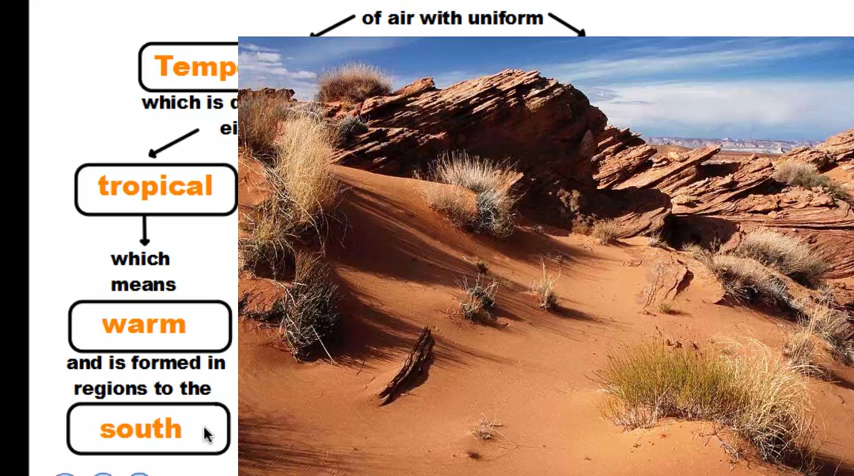 of air with uniform
Temp
which is d
ei
tropical
which
means
warm
and is formed in
regions to the
south